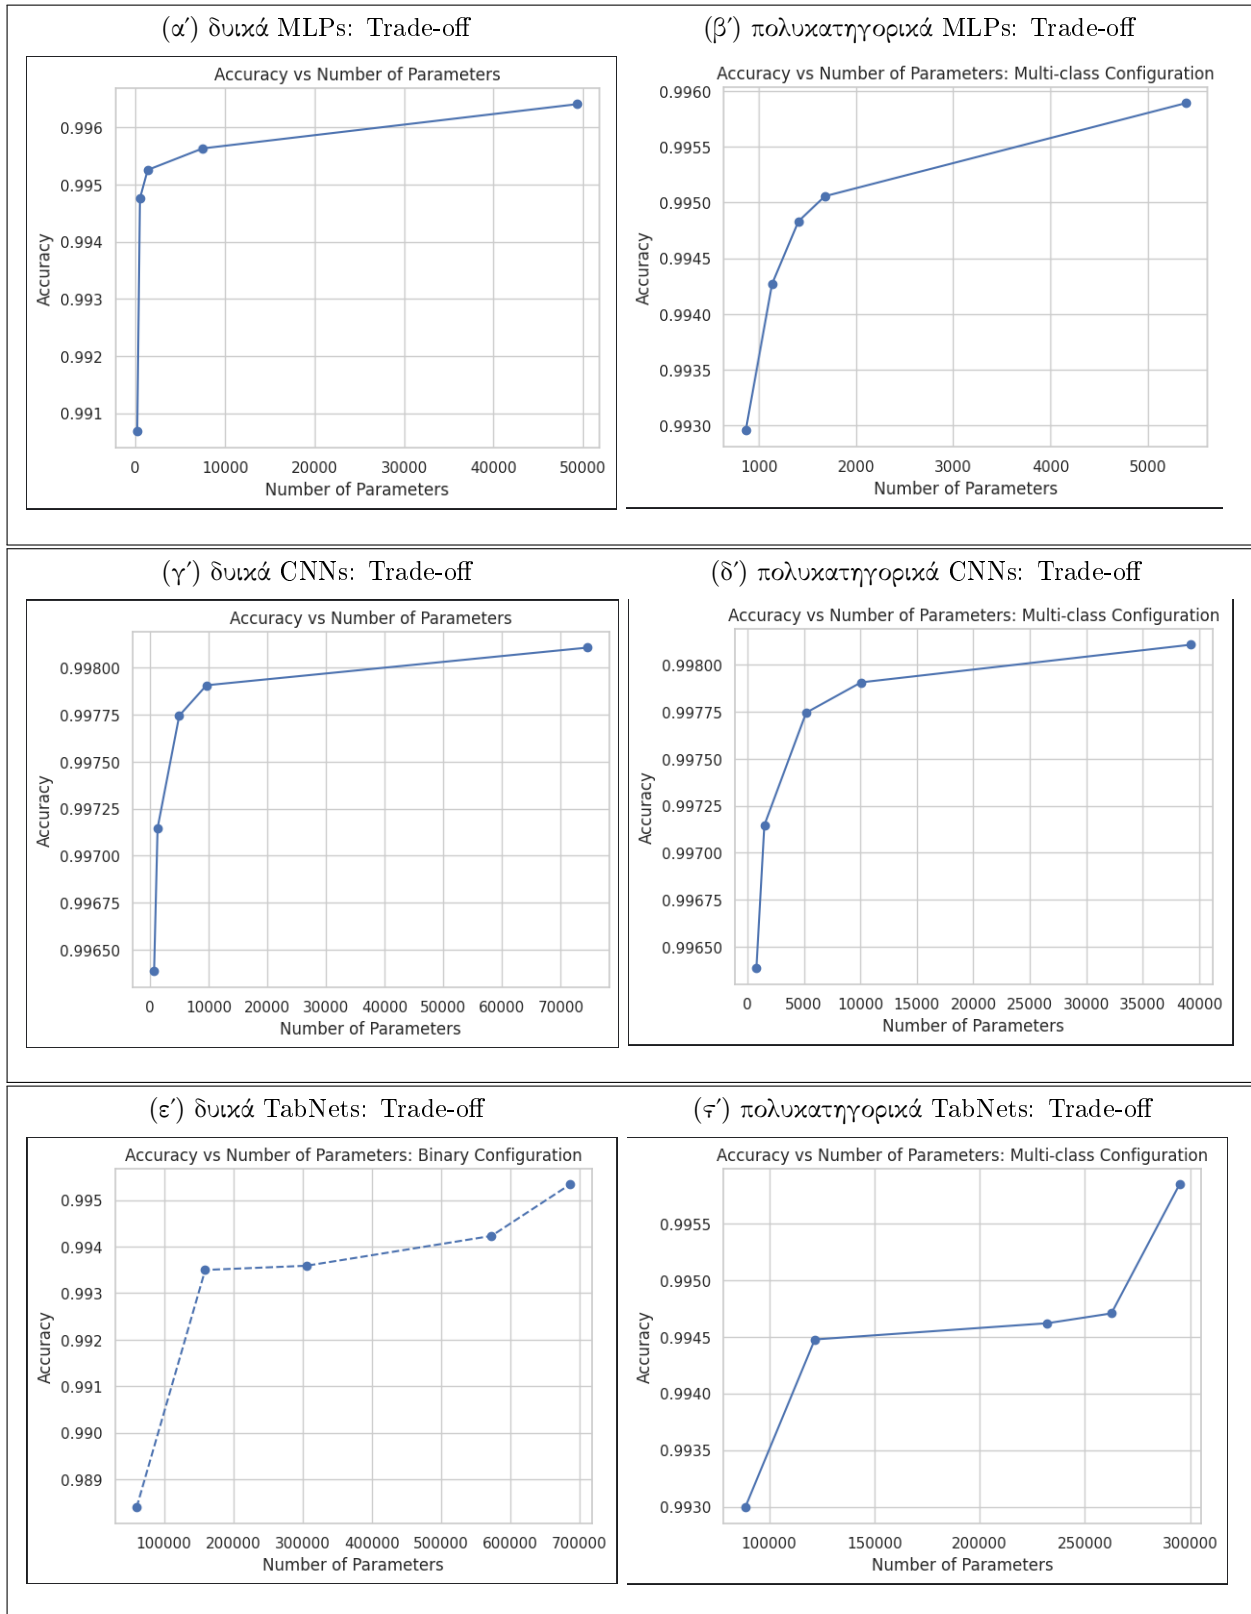 (α΄) δυικά MLPs: Trade-off
Accuracy vs Number of Parameters
0.996
0.995
0.994
0.993
0.992
0.991
Accuracy
0 10000 20000 30000 40000 50000
Number of Parameters
(β΄) πολυκατηγορικά MLPs: Trade-off
Accuracy vs Number of Parameters: Multi-class Configuration
0.9960
0.9955
0.9950
0.9945
0.9940
0.9935
0.9930
Accuracy
1000 2000 3000 4000 5000
Number of Parameters
(γ΄) δυικά CNNs: Trade-off
Accuracy vs Number of Parameters
0.99800
0.99775
0.99750
0.99725
0.99700
0.99675
0.99650
Accuracy
0 10000 20000 30000 40000 50000 60000 70000
Number of Parameters
(δ΄) πολυκατηγορικά CNNs: Trade-off
Accuracy vs Number of Parameters: Multi-class Configuration
0.99800
0.99775
0.99750
0.99725
0.99700
0.99675
0.99650
Accuracy
0 5000 10000 15000 20000 25000 30000 35000 40000
Number of Parameters
(ε΄) δυικά TabNets: Trade-off
Accuracy vs Number of Parameters: Binary Configuration
0.995
0.994
0.993
0.992
0.991
0.990
0.989
Accuracy
100000 200000 300000 400000 500000 600000 700000
Number of Parameters
(ϛ΄) πολυκατηγορικά TabNets: Trade-off
Accuracy vs Number of Parameters: Multi-class Configuration
0.9955
0.9950
0.9945
0.9940
0.9935
0.9930
Accuracy
100000 150000 200000 250000 300000
Number of Parameters